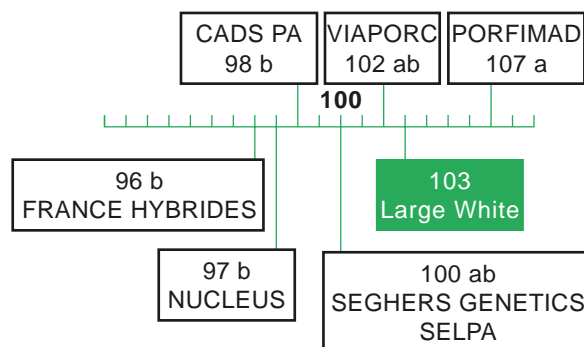 CADS PA
98 b
VIAPORC
102 ab
PORFIMAD
107 a
100
96 b
FRANCE HYBRIDES
103
Large White
97 b
NUCLEUS
100 ab
SEGHERS GENETICS
SELPA